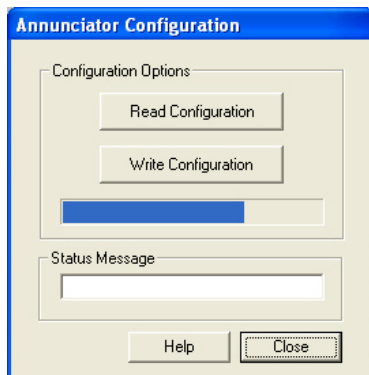 Annunciator Configuration
Configuration Options
Read Configuration
Write Configuration
Status Message
Help Close